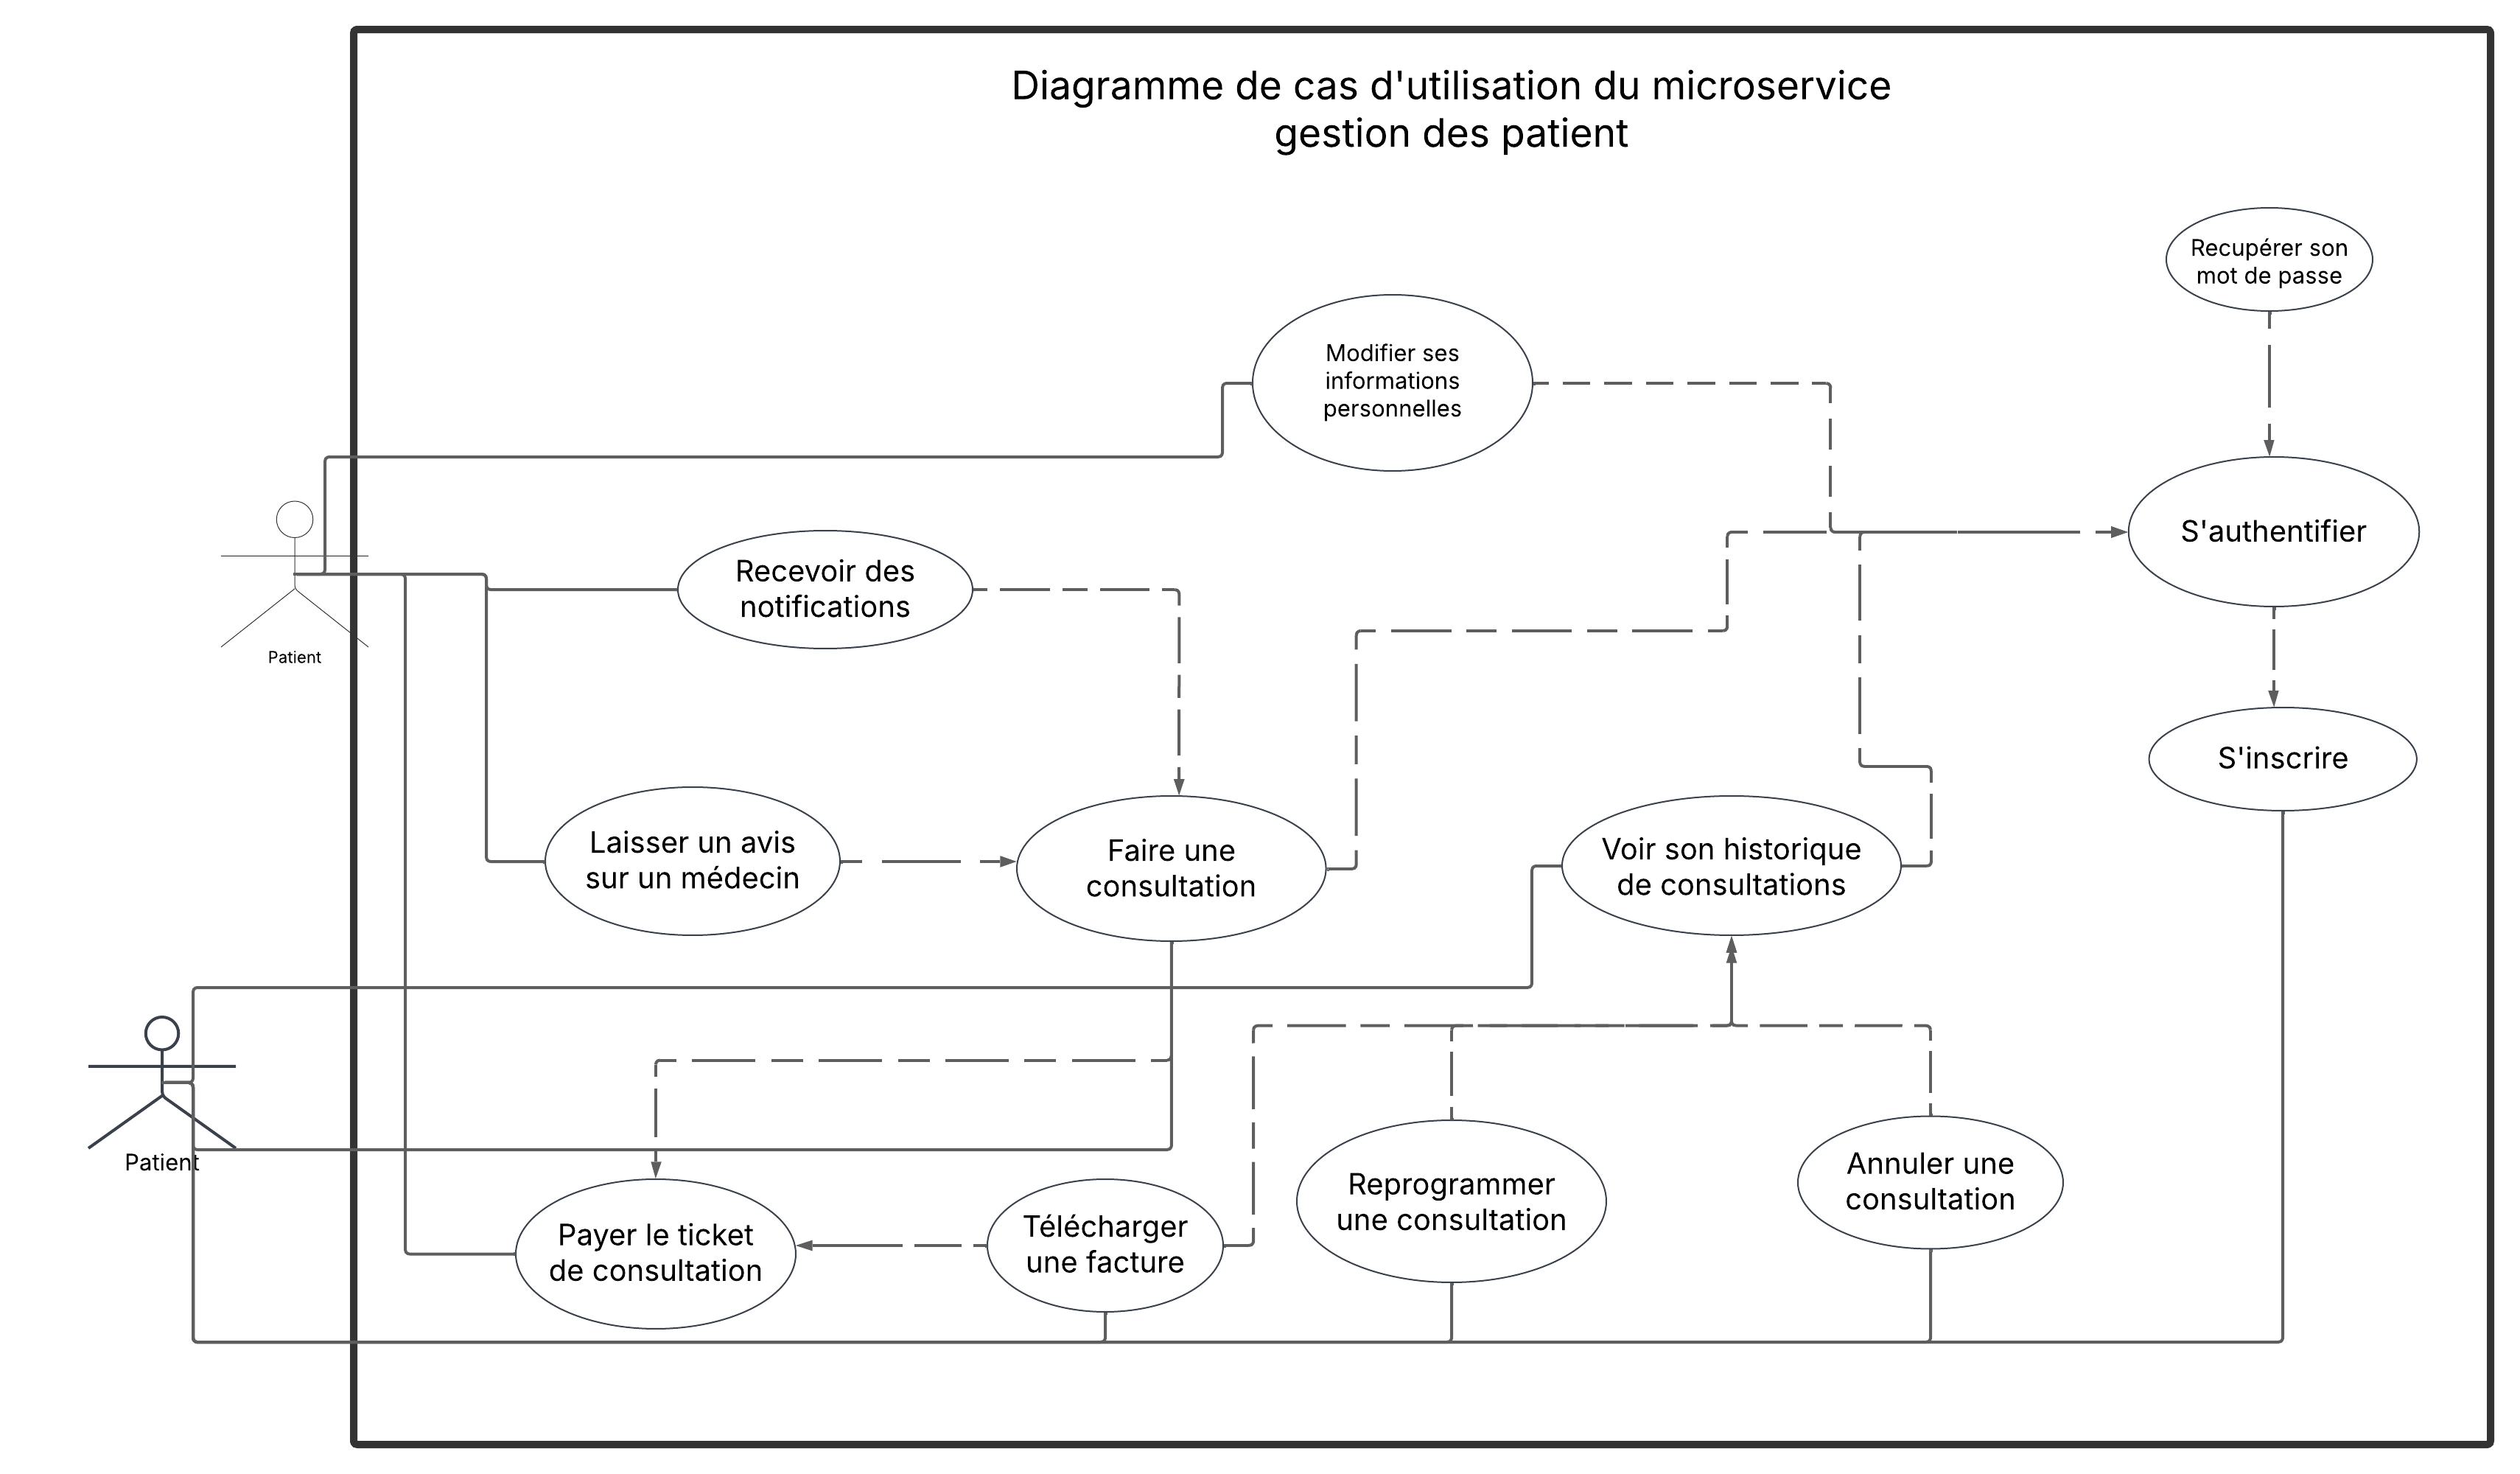 Diagramme de cas d'utilisation du microservice
gestion des patient
Recupérer son
mot de passe
Modifier ses
informations
personnelles
S'authentifier
Recevoir des
notifications
Patient
S'inscrire
Laisser un avis
sur un médecin
Faire une
consultation
Voir son historique
de consultations
Patient
Payer le ticket
de consultation
Télécharger
une facture
Reprogrammer
une consultation
Annuler une
consultation